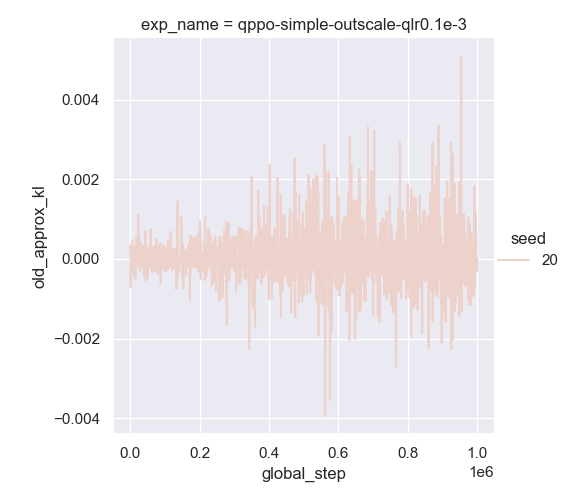 exp_name = qppo-simple-outscale-qlr0.1e-3
old_approx_kl
0.004
0.002
0.000
−0.002
−0.004
0.0 0.2 0.4 0.6 0.8 1.0
1e6
global_step
seed
20